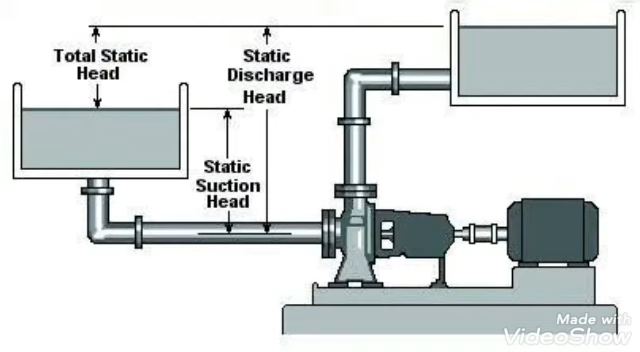 Total Static
Head
Static
Discharge
Head
Static
Suction
Head
Made with
VideoShow